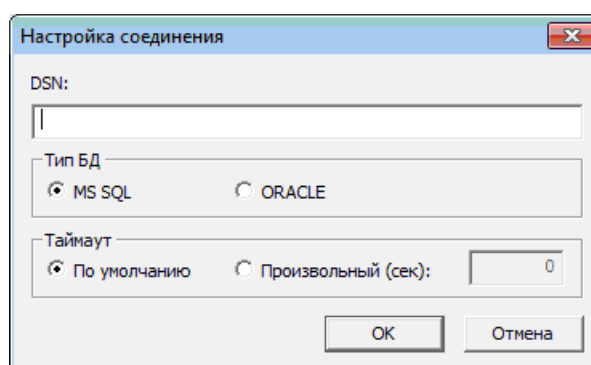 Настройка соединения
DSN:
Тип БД
MS SQL ORACLE
Таймаут
По умолчанию Произвольный (сек): 0
OK Отмена